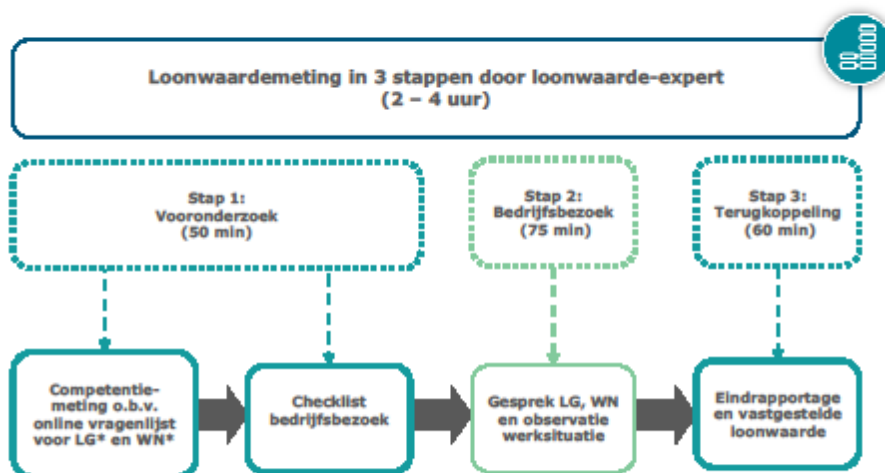 Loonwaardemeting in 3 stappen door loonwaarde-expert
(2 – 4 uur)
Stap 1:
Vooronderzoek
(50 min)
Stap 2:
Bedrijfsbezoek
(75 min)
Stap 3:
Terugkoppeling
(60 min)
Competentie-
meting o.b.v.
online vragenlijst
voor LG* en WN*
Checklist
bedrijfsbezoek
Gesprek LG, WN
en observatie
werksituatie
Eindrapportage
en vastgestelde
loonwaarde